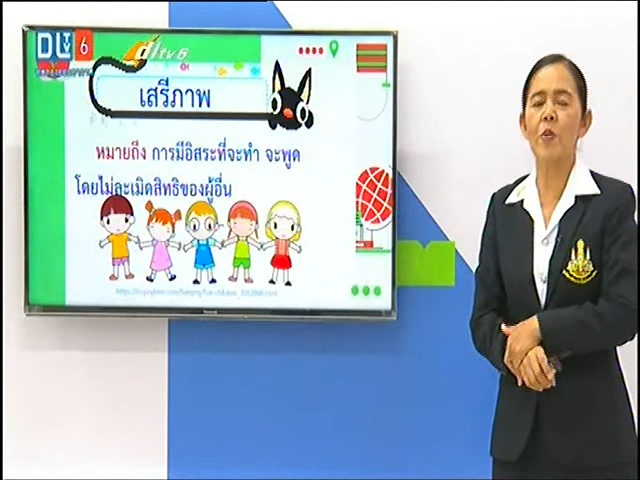 DLTV 6
dltv 6
เสรีภาพ
หมายถึง การมีอิสระที่จะทำ จะพูด
โดยไม่ละเมิดสิทธิของผู้อื่น